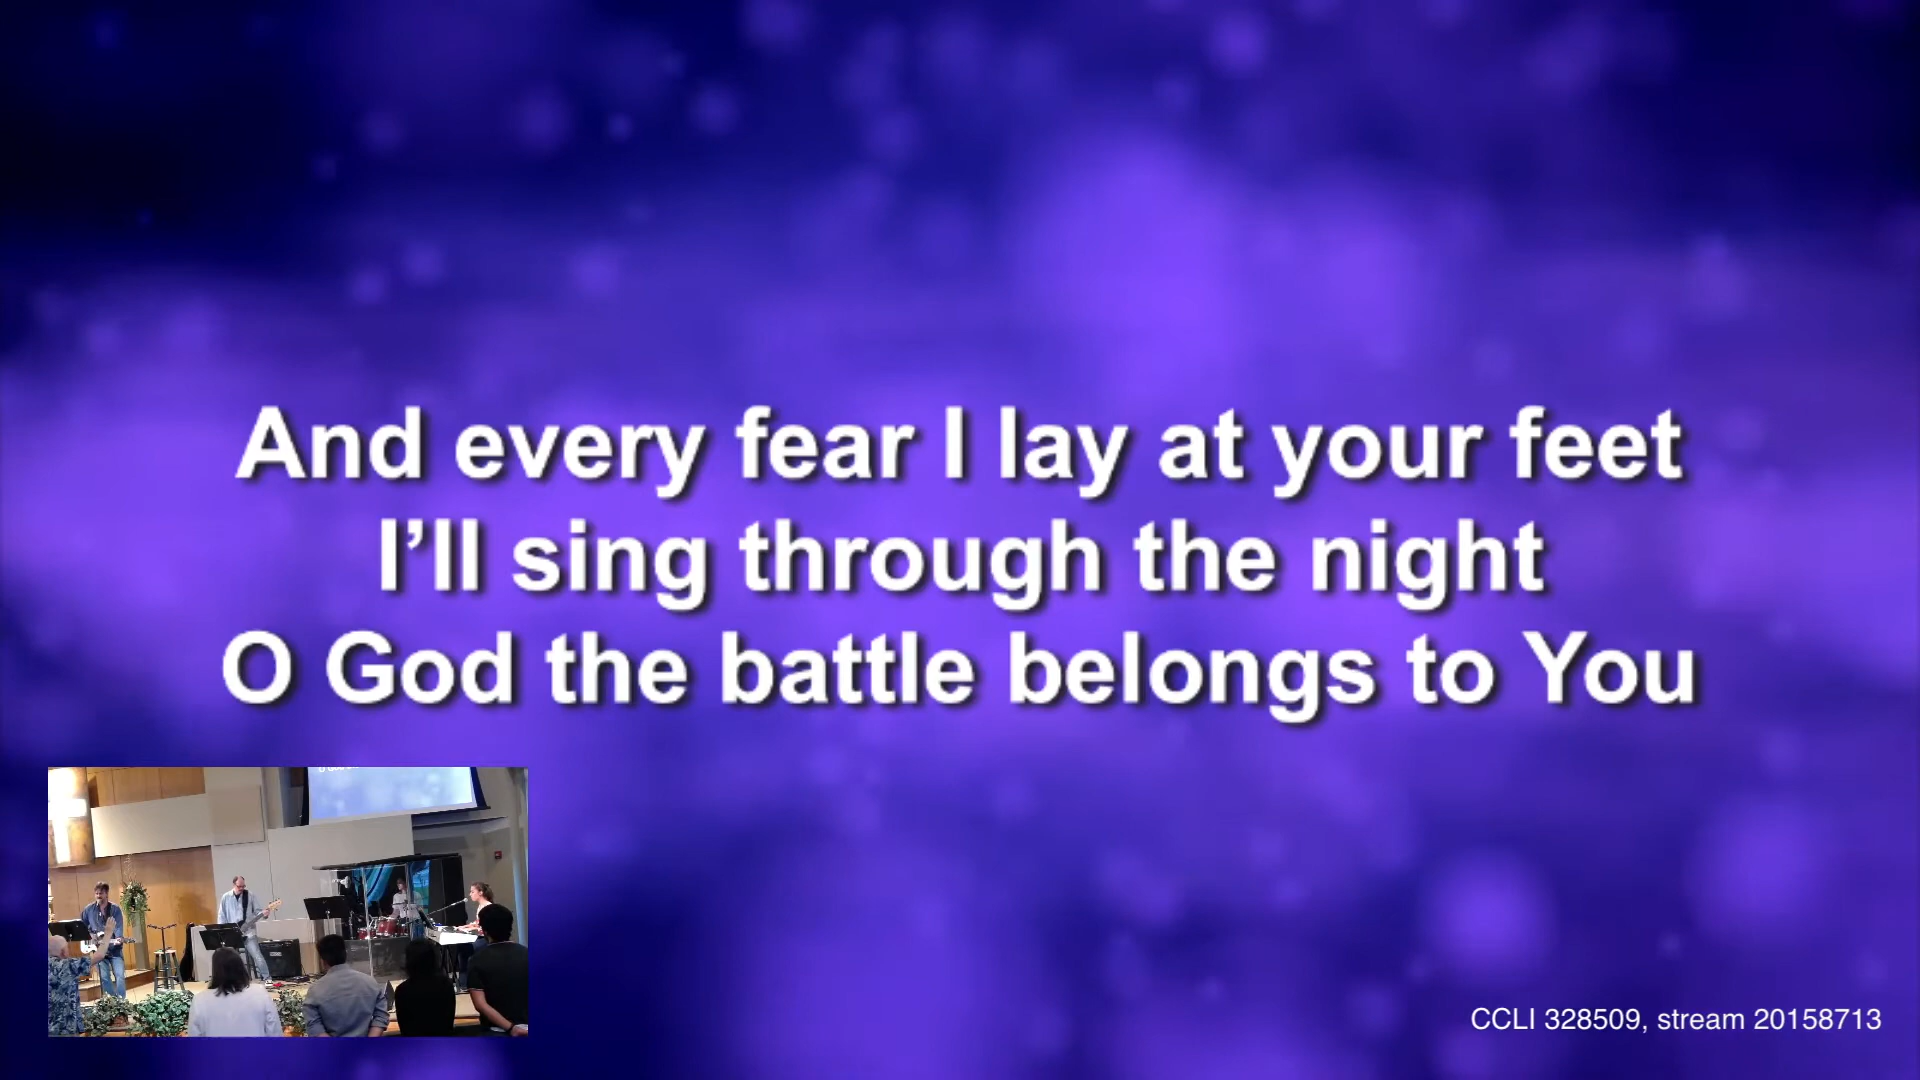 And every fear I lay at your feet
I’ll sing through the night
O God the battle belongs to You
CCLI 328509, stream 20158713